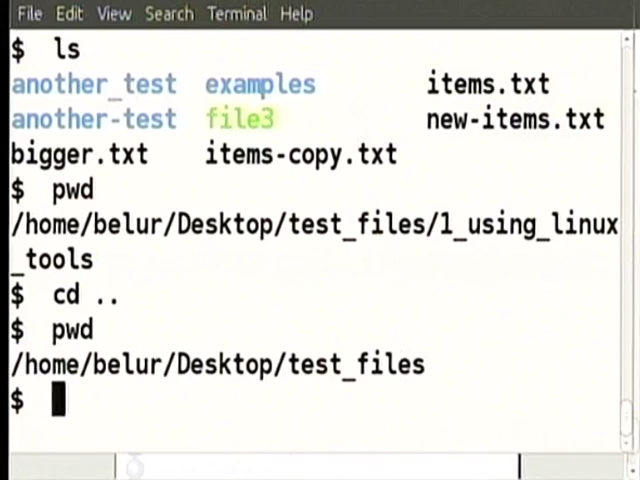 File Edit View Search Terminal Help
$ ls
another_test examples items.txt
another-test file3 new-items.txt
bigger.txt items-copy.txt
$ pwd
/home/belur/Desktop/test_files/1_using_linux
_tools
$ cd ..
$ pwd
/home/belur/Desktop/test_files
$